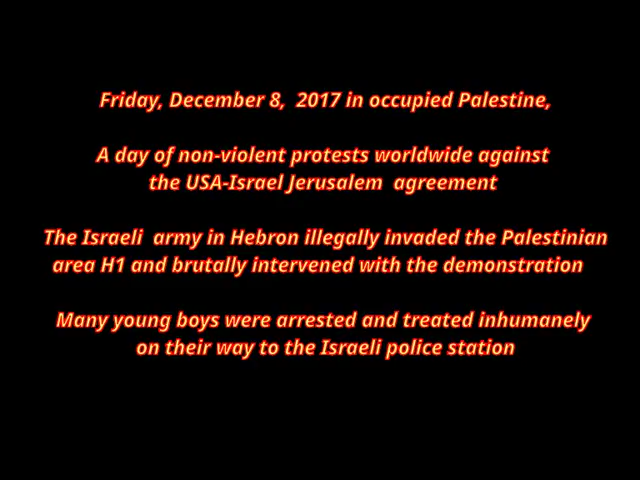 Friday, December 8,  2017 in occupied Palestine,
A day of non-violent protests worldwide against
the USA-Israel Jerusalem  agreement
The Israeli  army in Hebron illegally invaded the Palestinian
area H1 and brutally intervened with the demonstration
Many young boys were arrested and treated inhumanely
on their way to the Israeli police station